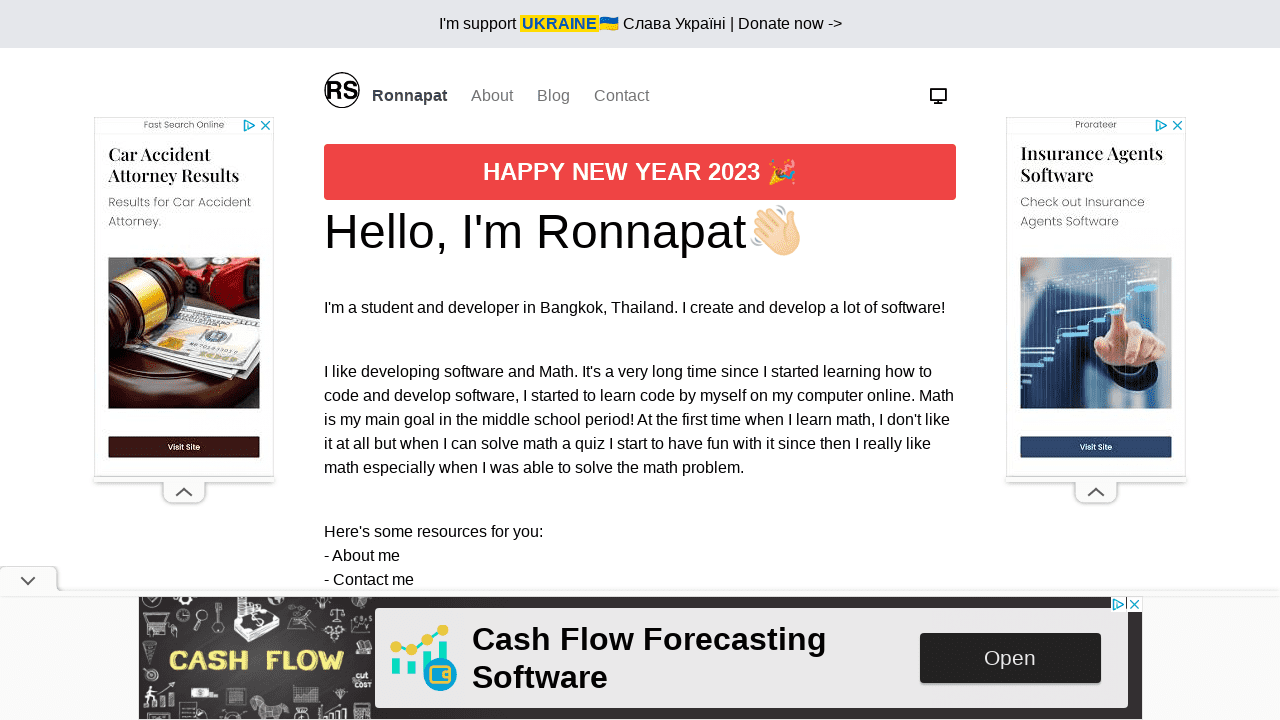 I'm support UKRAINE🇺🇦 Слава Україні | Donate now ->
RS Ronnapat About Blog Contact
Fast Search Online
Car Accident
Attorney Results
Results for Car Accident
Attorney.
Visit Site
HAPPY NEW YEAR 2023 🎉
Hello, I'm Ronnapat👋🏻
I'm a student and developer in Bangkok, Thailand. I create and develop a lot of software!
I like developing software and Math. It's a very long time since I started learning how to
code and develop software, I started to learn code by myself on my computer online. Math
is my main goal in the middle school period! At the first time when I learn math, I don't like
it at all but when I can solve math a quiz I start to have fun with it since then I really like
math especially when I was able to solve the math problem.
Here's some resources for you:
- About me
- Contact me
Prorateer
Insurance Agents
Software
Check out Insurance
Agents Software
Visit Site
CASH FLOW
cut
COST
Cash Flow Forecasting
Software
Open